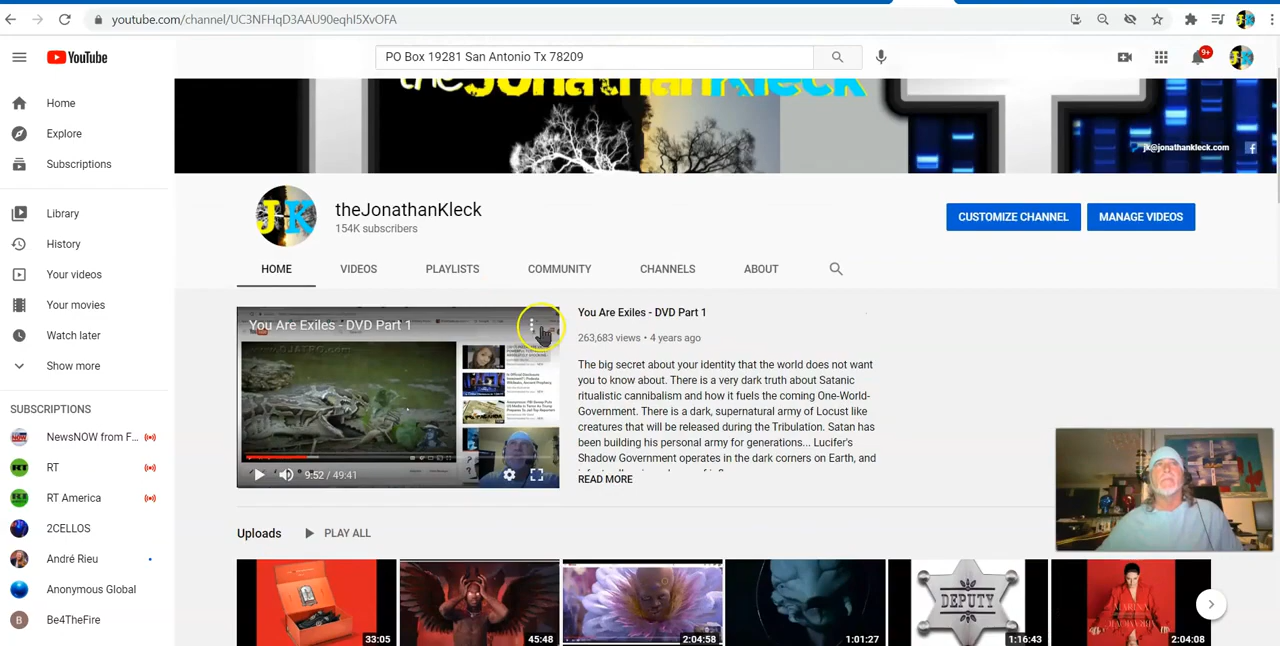 youtube.com/channel/UC3NFHqD3AAU90eqhI5XvOFA
YouTube
PO Box 19281 San Antonio Tx 78209
9+
Home
Explore
Subscriptions
Library
History
Your videos
Your movies
Watch later
Show more
SUBSCRIPTIONS
NewsNOW from F...
RT
RT America
2CELLOS
André Rieu
Anonymous Global
B Be4TheFire
theJonathanKleck
jk@jonathankleck.com
JK
theJonathanKleck
154K subscribers
CUSTOMIZE CHANNEL
MANAGE VIDEOS
HOME
VIDEOS
PLAYLISTS
COMMUNITY
CHANNELS
ABOUT
You Are Exiles - DVD Part 1
9:52 / 49:41
You Are Exiles - DVD Part 1
263,683 views • 4 years ago
The big secret about your identity that the world does not want
you to know about. There is a very dark truth about Satanic
ritualistic cannibalism and how it fuels the coming One-World-
Government. There is a dark, supernatural army of Locust like
creatures that will be released during the Tribulation. Satan has
been building his personal army for generations... Lucifer's
Shadow Government operates in the dark corners on Earth, and
READ MORE
Uploads
PLAY ALL
33:05
45:48
2:04:58
1:01:27
DEPUTY
1:16:43
2:04:08